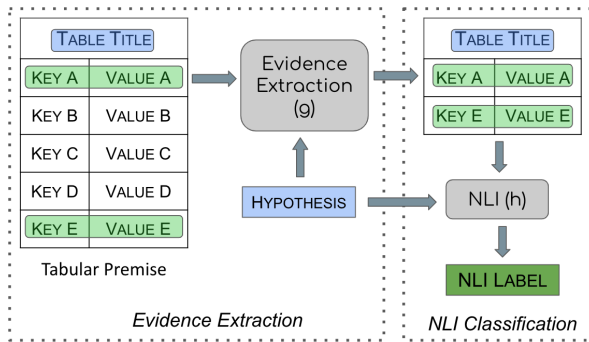 TABLE TITLE
KEY A VALUE A
KEY B VALUE B
KEY C VALUE C
KEY D VALUE D
KEY E VALUE E
Tabular Premise
Evidence
Extraction
(g)
HYPOTHESIS
Evidence Extraction
TABLE TITLE
KEY A VALUE A
KEY E VALUE E
NLI (h)
NLI LABEL
NLI Classification